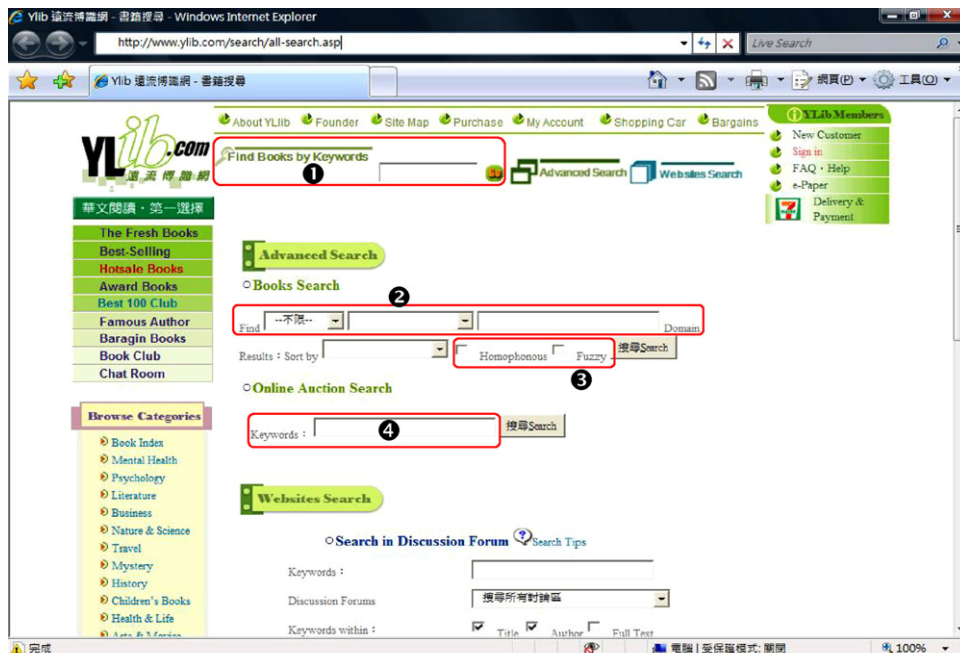 Ylib 遠流博識網 - 書籍搜尋 - Windows Internet Explorer
http://www.ylib.com/search/all-search.asp
Live Search
Ylib 遠流博識網 - 書籍搜尋
網頁(P)
工具(O)
About YLIib Founder Site Map Purchase My Account Shopping Car Bargains
YLib Members
New Customer
Sign in
FAQ · Help
e-Paper
Delivery &
Payment
YLib.com
遠流博識網
Find Books by Keywords
❶
Advanced Search
Websites Search
華文閱讀・第一選擇
The Fresh Books
Best-Selling
Hotsale Books
Award Books
Best 100 Club
Famous Author
Baragin Books
Book Club
Chat Room
Browse Categories
Book Index
Mental Health
Psychology
Literature
Business
Nature & Science
Travel
Mystery
History
Children's Books
Health & Life
Advanced Search
Books Search
❷
Find --不限-- Domain
Results : Sort by Homophonous Fuzzy 搜尋Search
❸
Online Auction Search
Keywords : ❹ 搜尋Search
Websites Search
Search in Discussion Forum Search Tips
Keywords :
Discussion Forums 搜尋所有討論區
Keywords within : Title Author Full Text
完成
電腦 | 受保護模式: 關閉
100%